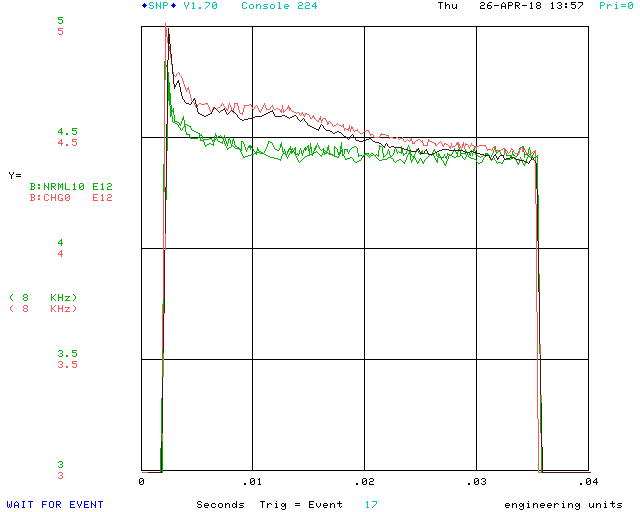 ◆SNP◆ V1.70   Console 224   Thu   26-APR-18 13:57   Pri=0
5
5
4.5
4.5
Y=
B:NRML10 E12
B:CHG0   E12
4
4
( 8   KHz)
( 8   KHz)
3.5
3.5
3
3
0   .01   .02   .03   .04
WAIT FOR EVENT   Seconds  Trig = Event   17   engineering units